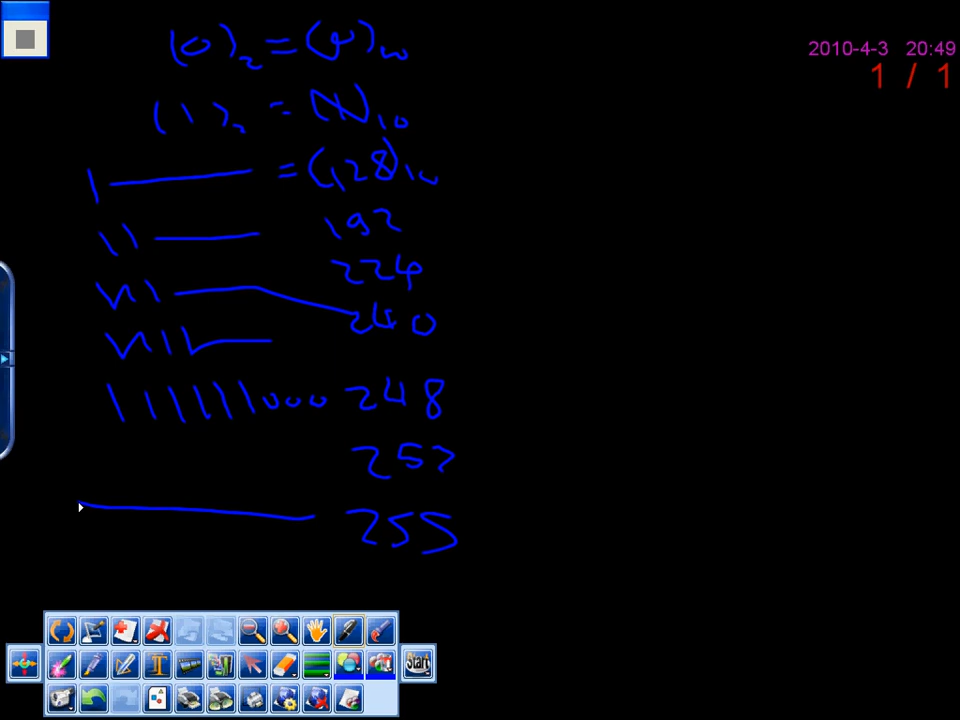 2010-4-3 20:49
1 / 1
(0)₂ = (0)₁₀
(1)₂ = (1)₁₀
1 = (128)₁₀
11 192
111 224
240
1111
11111000 248
252
255
Start